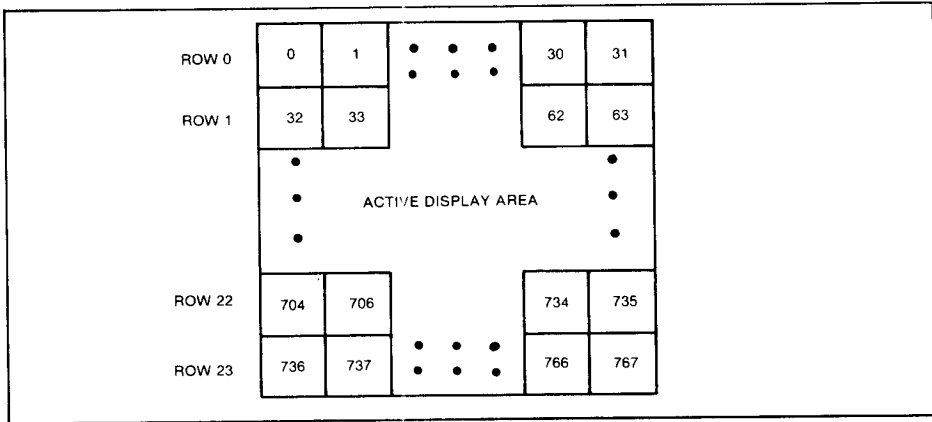 ROW 0 0 1 30 31
ROW 1 32 33 62 63
ACTIVE DISPLAY AREA
ROW 22 704 706 734 735
ROW 23 736 737 766 767